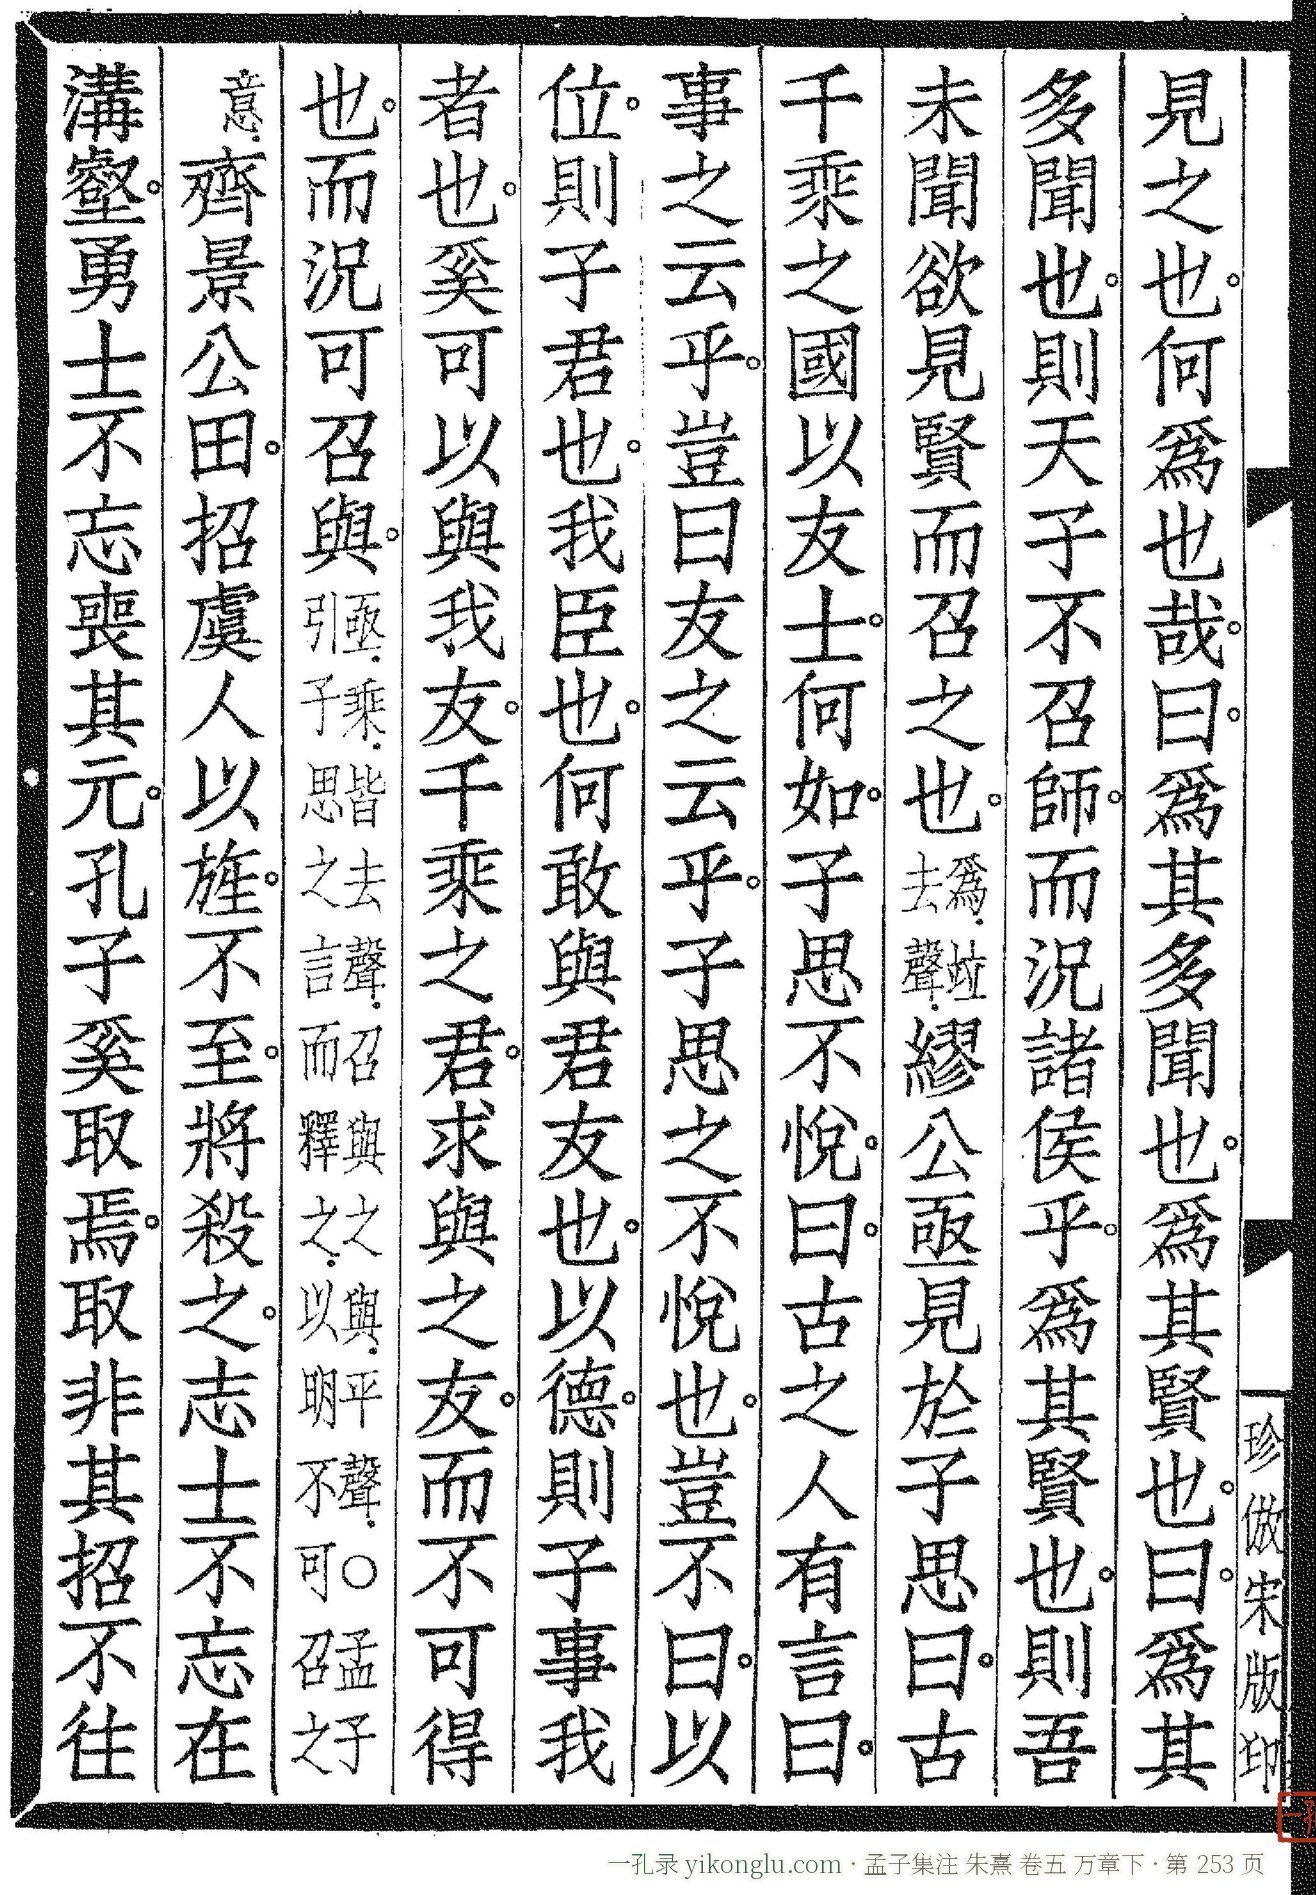 見之也。何爲也哉。曰。爲其多聞也。爲其賢也。曰。爲其
多聞也。則天子不召師。而況諸侯乎。爲其賢也。則吾
未聞欲見賢而召之也。爲.竝去聲.繆公亟見於子思曰。古
千乘之國以友士。何如。子思不悅。曰。古之人有言曰。
事之云乎。豈曰友之云乎。子思之不悅也。豈不曰。以
位。則子君也。我臣也。何敢與君友也。以德。則子事我
者也。奚可以與我友。千乘之君。求與之友。而不可得
也。而況可召與。亟.乘.皆去聲.召與之與.平聲.○孟子引子思之言而釋之.以明不可召之
意.齊景公田。招虞人以旌。不至。將殺之。志士不忘在
溝壑。勇士不忘喪其元。孔子奚取焉。取非其招不往
珍倣宋版印
一孔录 yikonglu.com · 孟子集注 朱熹 卷五 万章下 · 第 253 页